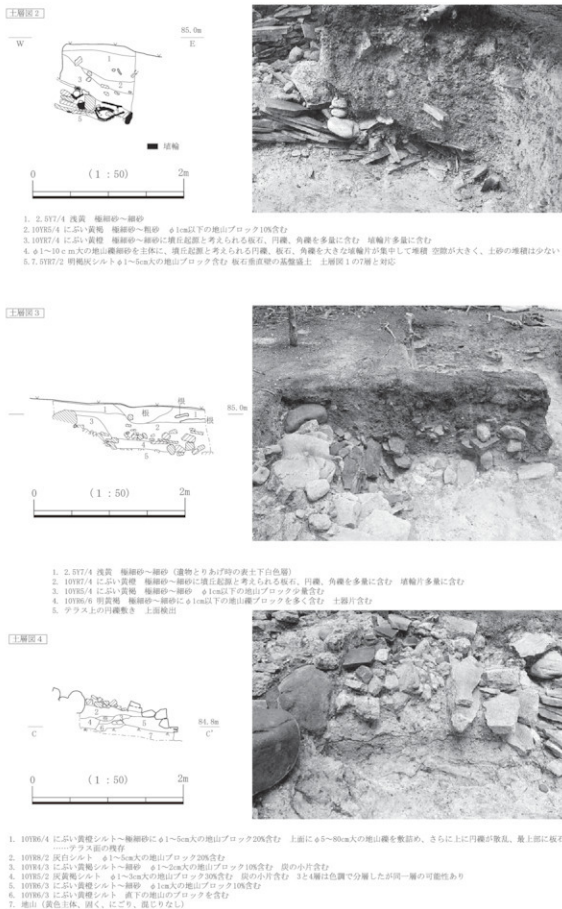 土層図2
85.0m
W
E
1
2
3
5
埴輪
0 (1:50) 2m
1. 2.5Y7/4 浅黄 極細砂～細砂
2.10YR5/4 にぶい黄褐 極細砂～粗砂 φ1cm以下の地山ブロック10%含む
3.10YR7/4 にぶい黄橙 極細砂～細砂に墳丘起源と考えられる板石、円礫、角礫を多量に含む 埴輪片多量に含む
4. φ1～10cm大の地山礫細砂を主体に、墳丘起源と考えられる円礫、板石、角礫を大きな埴輪片が集中して堆積 空隙が大きく、土砂の堆積は少ない
5.7.5YR7/2 明褐灰シルトφ1～5cm大の地山ブロック含む 板石垂直壁の基盤盛土 土層図1の7層と対応
土層図3
根
根
1
根
1
85.0m
2
3
4
5
0 (1:50) 2m
1. 2.5Y7/4 浅黄 極細砂～細砂(遺物とりあげ時の表土下白色層)
2. 10YR7/4 にぶい黄橙 極細砂～細砂に墳丘起源と考えられる板石、円礫、角礫を多量に含む 埴輪片多量に含む
3. 10YR5/4 にぶい黄褐 極細砂～細砂 φ1cm以下の地山ブロック少量含む
4. 10YR6/6 明黄褐 極細砂～細砂にφ1cm以下の地山礫ブロックを多く含む 土器片含む
5. テラス上の円礫敷き 上面検出
土層図4
84.8m
C
C'
2
4
5
7
0 (1:50) 2m
1. 10YR6/4 にぶい黄橙シルト～極細砂にφ1～5cm大の地山ブロック20%含む 上面にφ5～80cm大の地山礫を敷詰め、さらに上に円礫が散乱、最上部に板石
……テラス面の残存
2. 10YR8/2 灰白シルト φ1～5cm大の地山ブロック20%含む
3. 10YR4/3 にぶい黄褐シルト～細砂 φ1～2cm大の地山ブロック10%含む 炭の小片含む
4. 10YR5/2 灰黄褐シルト φ1～3cm大の地山ブロック30%含む 炭の小片含む 3と4層は色調で分層したが同一層の可能性あり
5. 10YR6/3 にぶい黄橙シルト φ1cm大の地山ブロック10%含む
6. 10YR6/3 にぶい黄橙シルト 直下の地山のブロックを含む
7. 地山(黄色主体、固く、にごり、混じりなし)